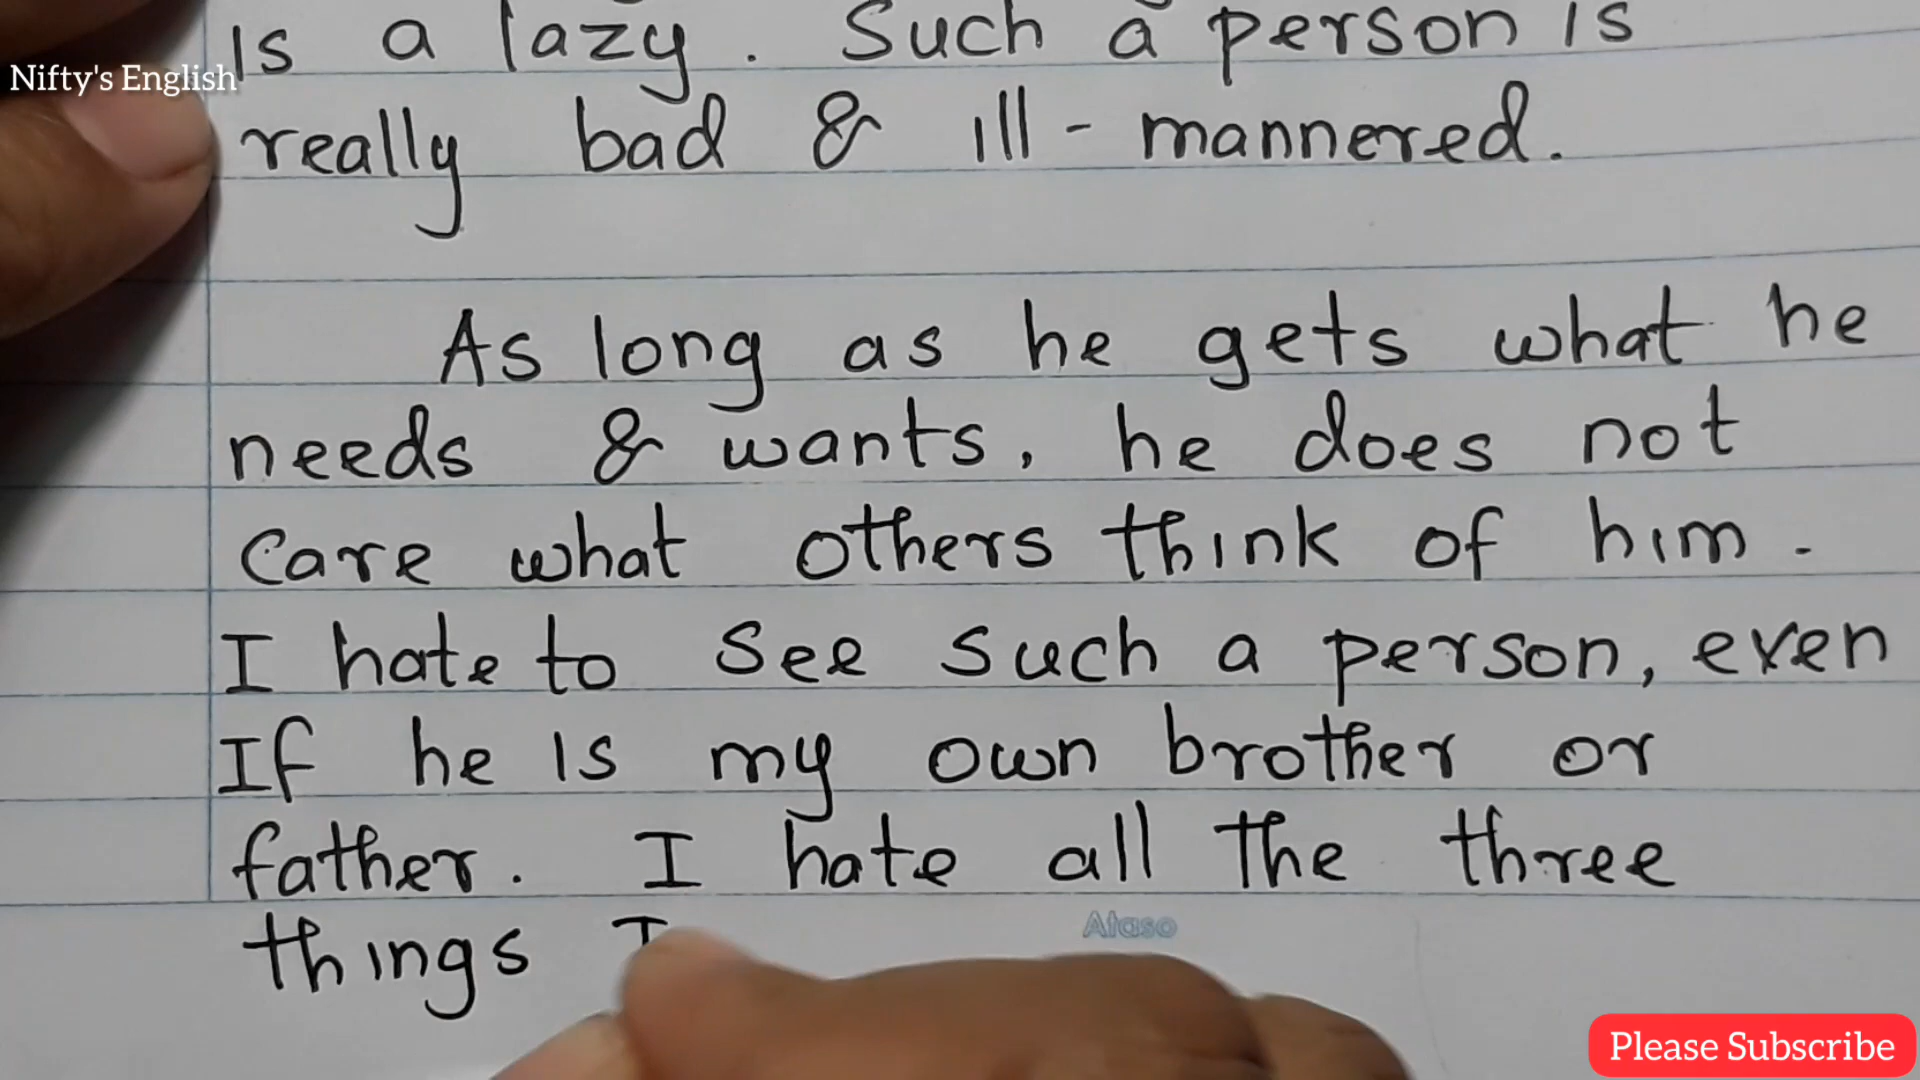 is a lazy. Such a person is
Nifty's English
really bad & ill-mannered.
As long as he gets what he
needs & wants, he does not
care what others think of him.
I hate to see such a person, even
If he is my own brother or
father. I hate all the three
things I
Ataso
Please Subscribe